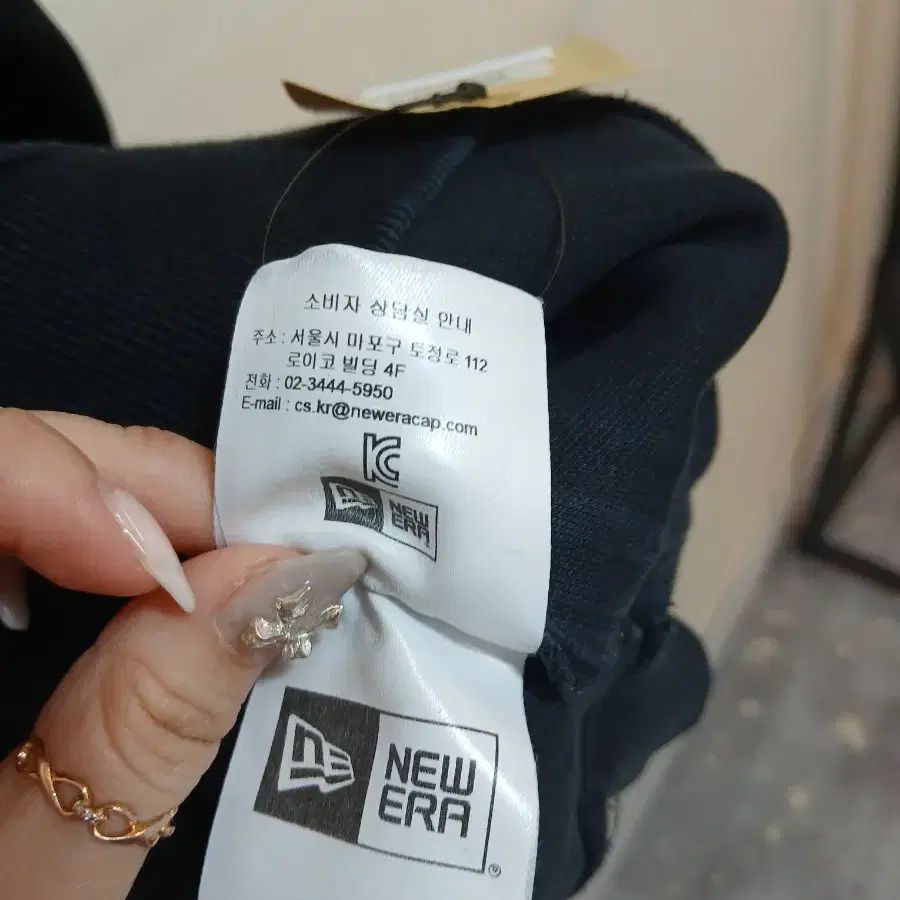 소비자 상담실 안내
주소 : 서울시 마포구 토정로 112
로이코 빌딩 4F
전화 : 02-3444-5950
E-mail : cs.kr@neweracap.com
KC
NE NEW
ERA
NE NEW
ERA ®